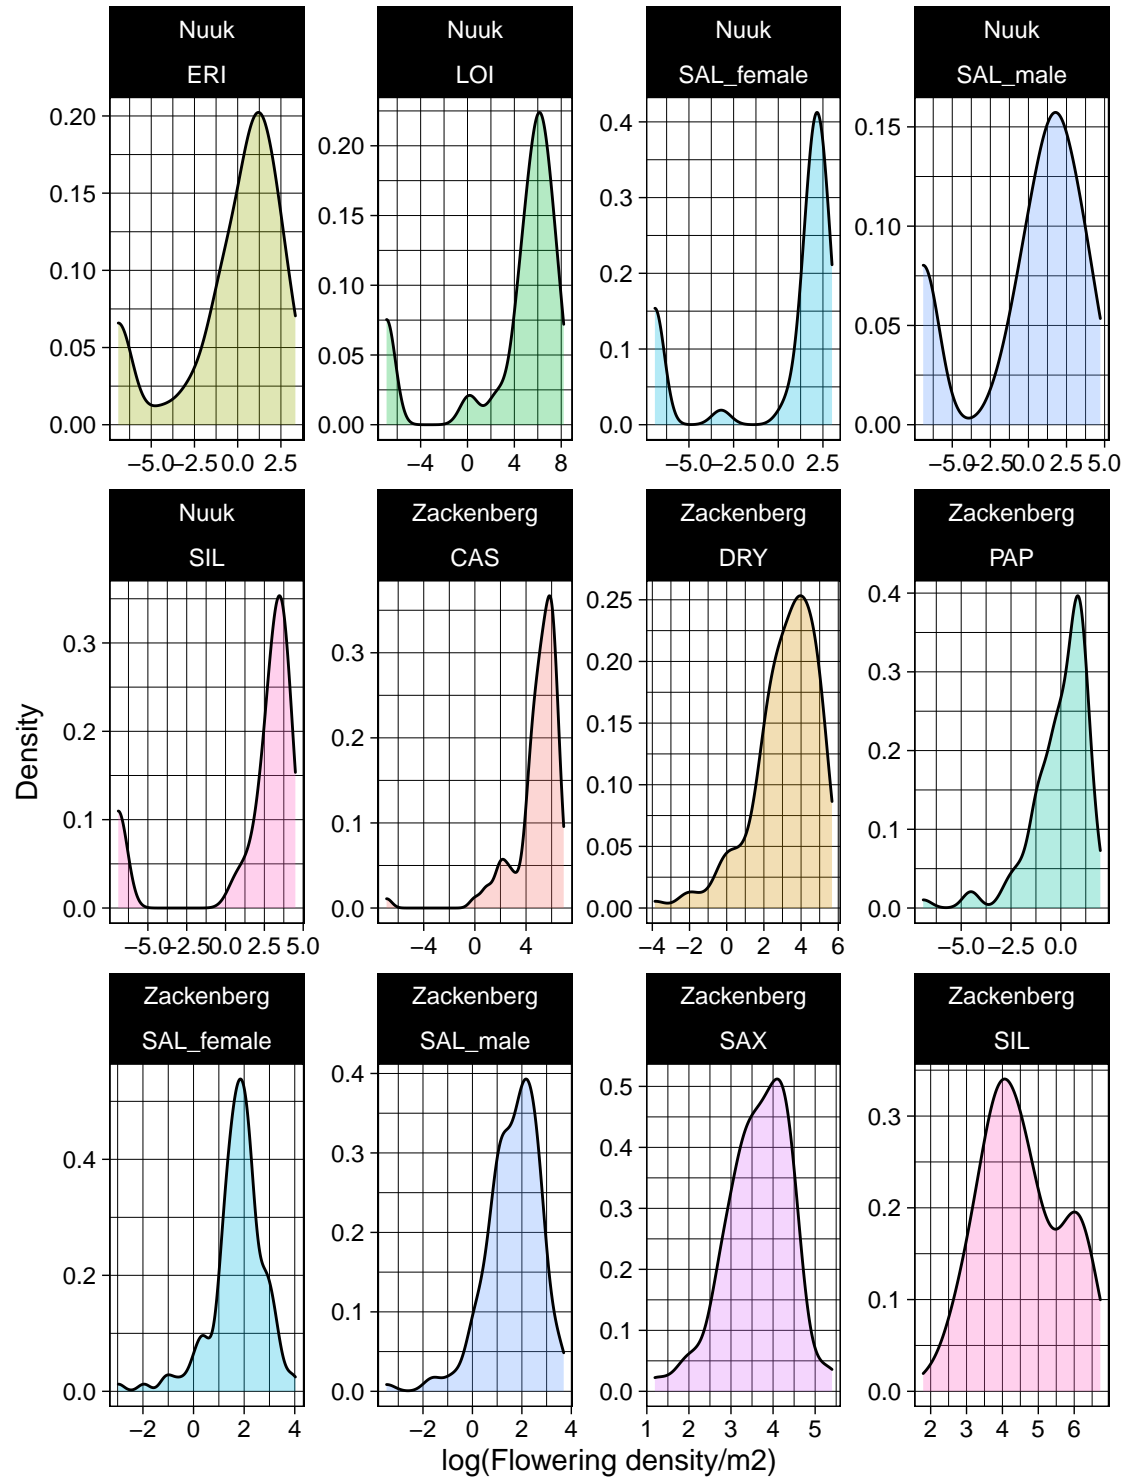 Nuuk
ERI
Nuuk
LOI
Nuuk
SAL_female
Nuuk
SAL_male
0.20
0.15
0.10
0.05
0.00
−5.0 −2.5 0.0 2.5
0.20
0.15
0.10
0.05
0.00
−4 0 4 8
0.4
0.3
0.2
0.1
0.0
−5.0 −2.5 0.0 2.5
0.15
0.10
0.05
0.00
−5.0 −2.5 0.0 2.5 5.0
Nuuk
SIL
Zackenberg
CAS
Zackenberg
DRY
Zackenberg
PAP
0.3
0.2
0.1
0.0
−5.0 −2.5 0.0 2.5 5.0
0.3
0.2
0.1
0.0
−4 0 4
0.25
0.20
0.15
0.10
0.05
0.00
−4 −2 0 2 4 6
0.4
0.3
0.2
0.1
0.0
−5.0 −2.5 0.0
Density
Zackenberg
SAL_female
Zackenberg
SAL_male
Zackenberg
SAX
Zackenberg
SIL
0.4
0.2
0.0
−2 0 2 4
0.4
0.3
0.2
0.1
0.0
−2 0 2 4
0.5
0.4
0.3
0.2
0.1
0.0
1 2 3 4 5
0.3
0.2
0.1
0.0
2 3 4 5 6
log(Flowering density/m2)